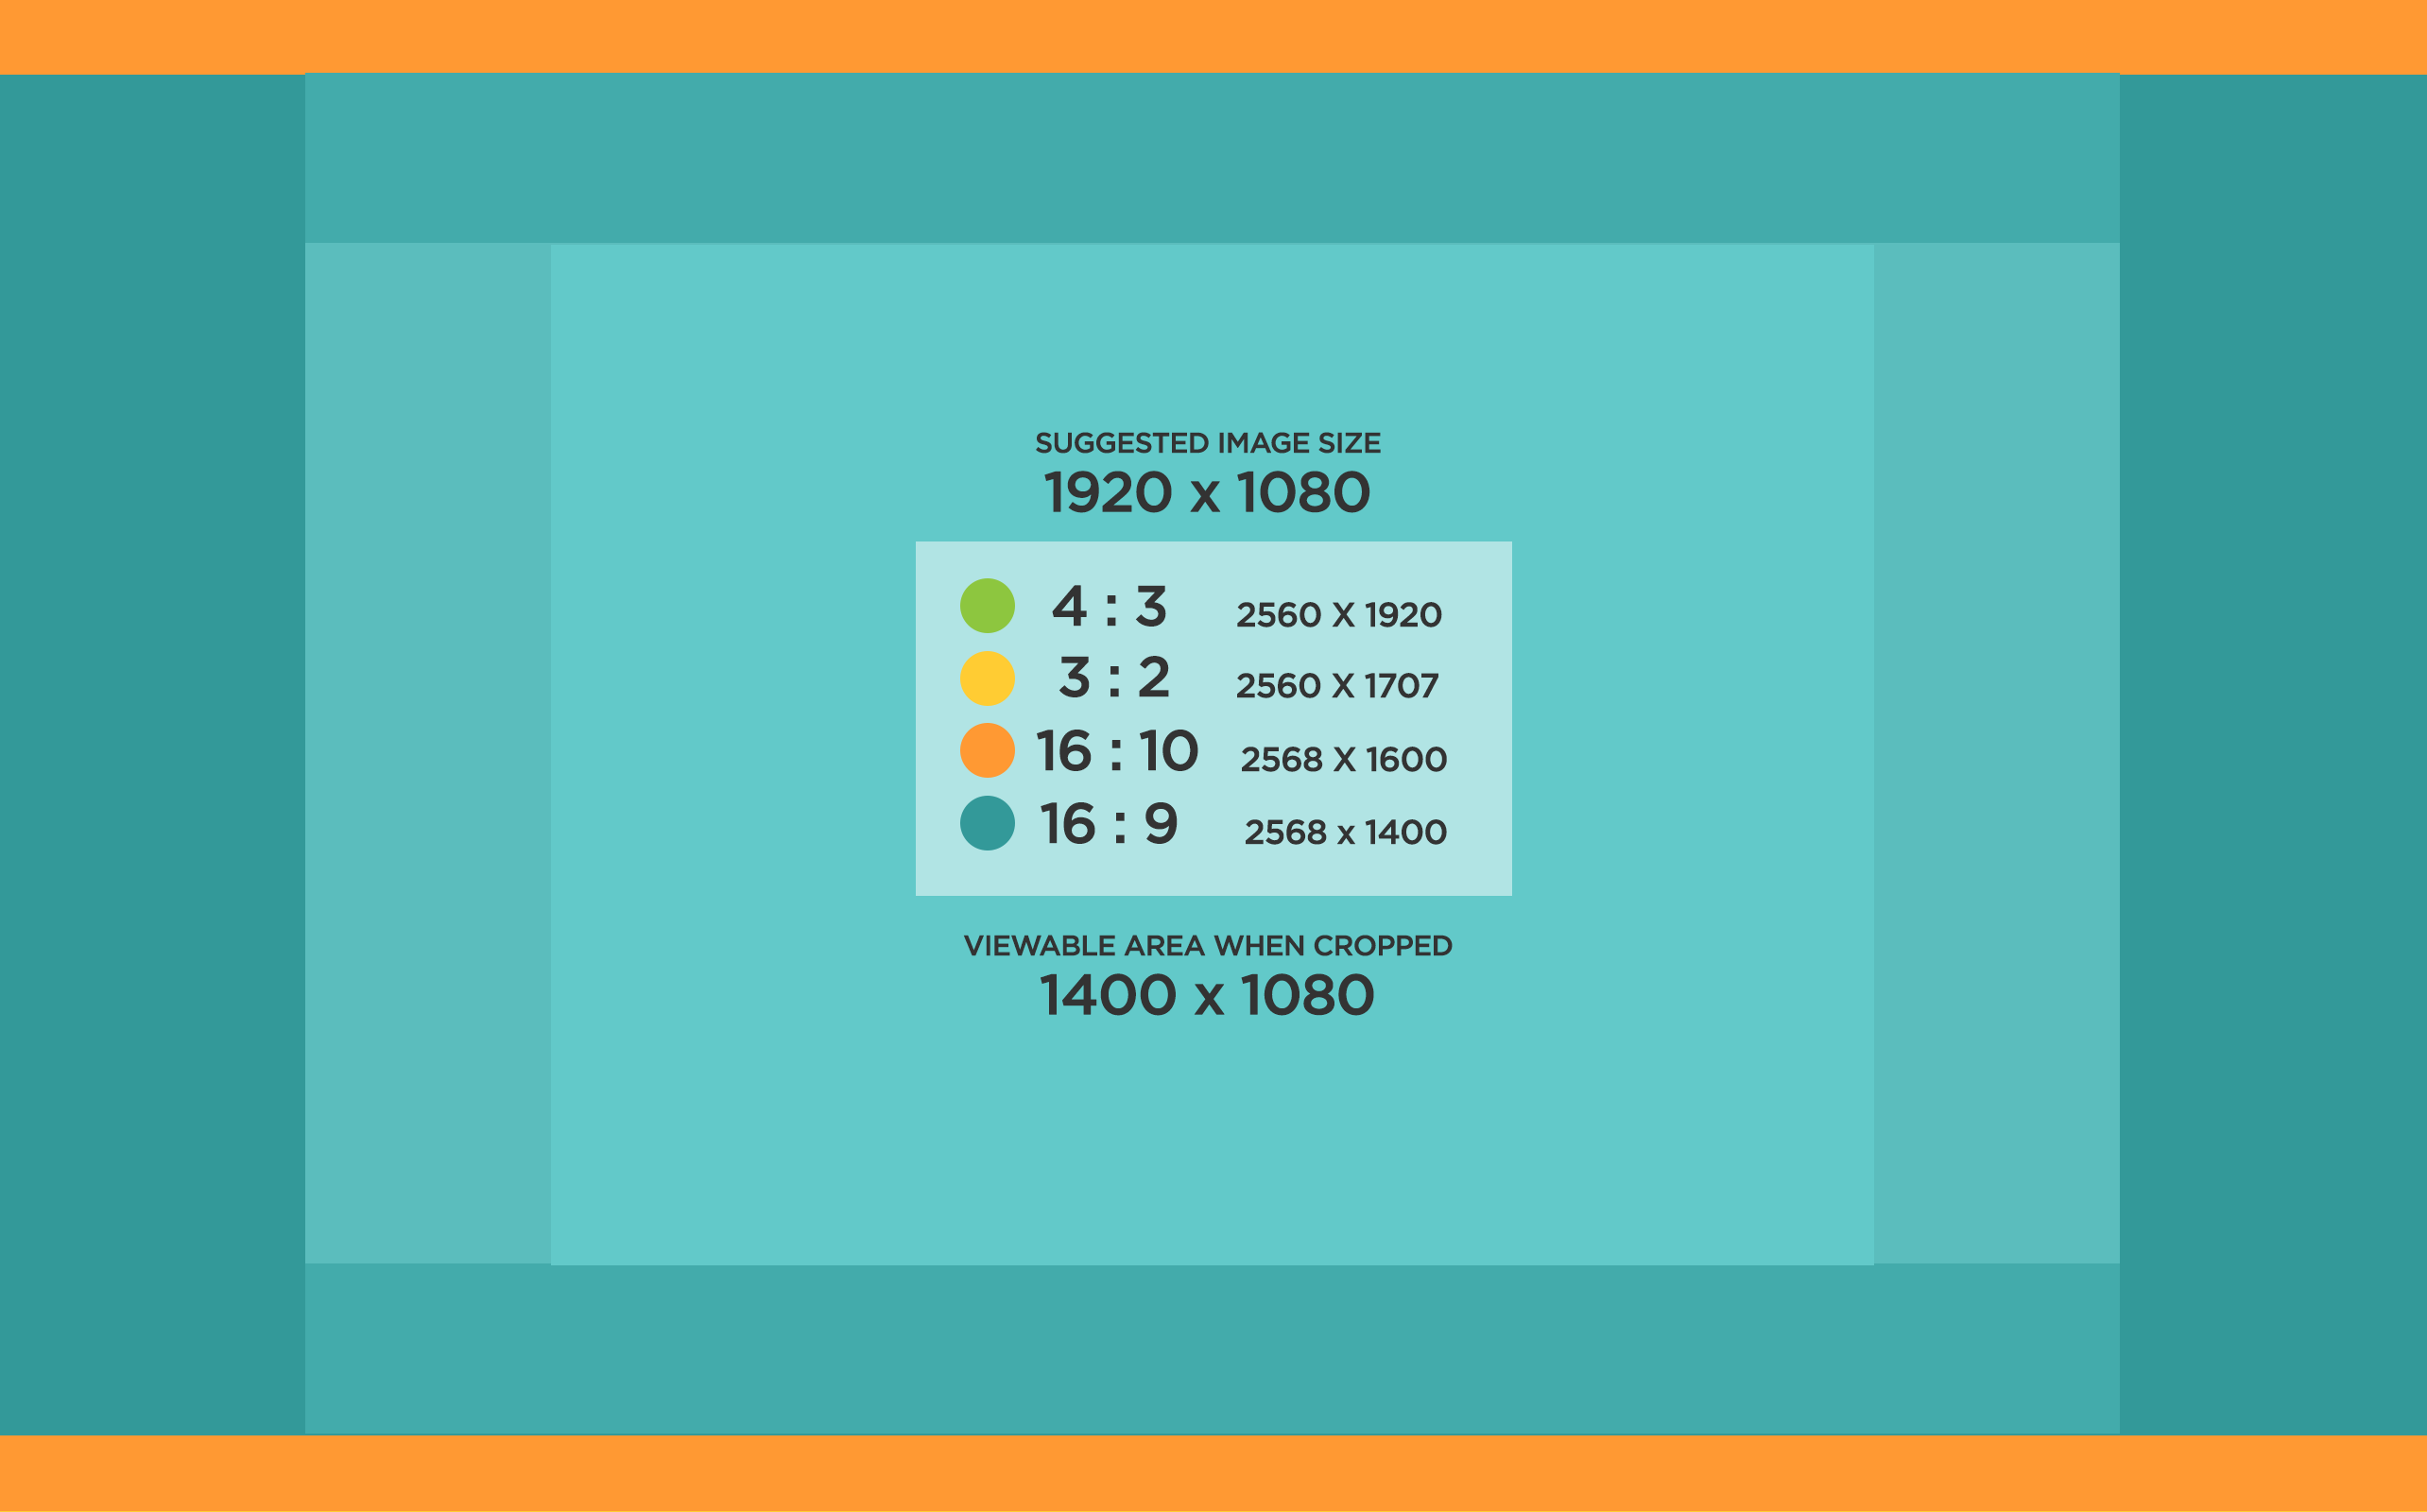 SUGGESTED IMAGE SIZE
1920 x 1080
4 : 3 2560 X 1920
3 : 2 2560 X 1707
16 : 10 2568 X 1600
16 : 9 2568 x 1400
VIEWABLE AREA WHEN CROPPED
1400 x 1080